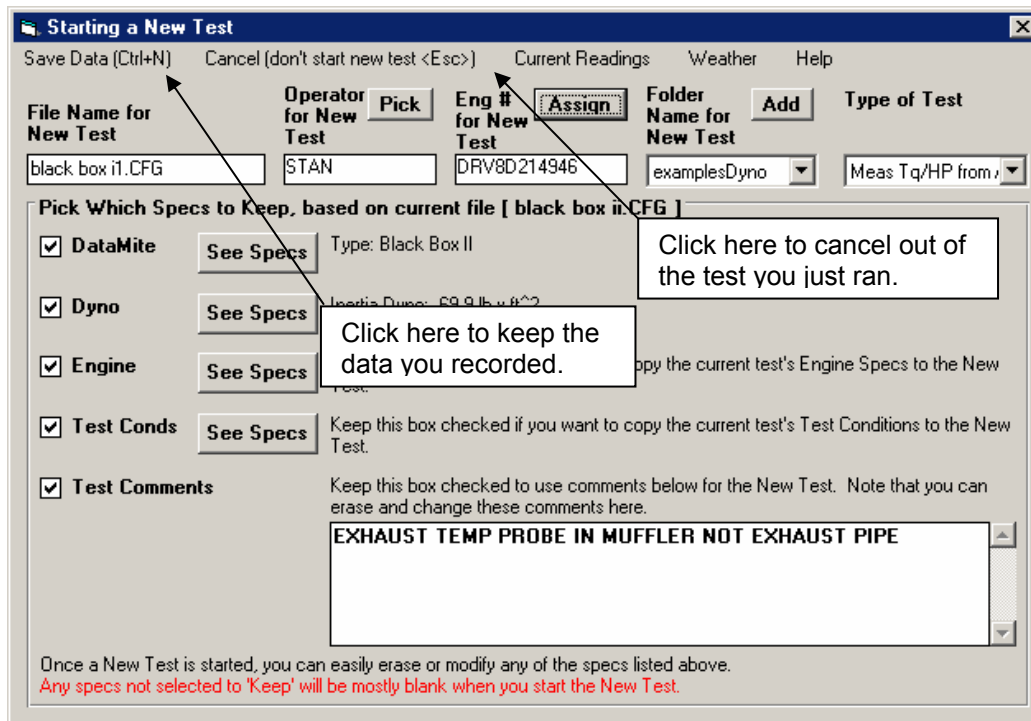 Starting a New Test
Save Data (Ctrl+N) Cancel (don't start new test <Esc>) Current Readings Weather Help
File Name for New Test
Operator for New Test
Pick
Eng # for New Test
Assign
Folder Name for New Test
Add
Type of Test
black box i1.CFG
STAN
DRV8D214946
examplesDyno
Meas Tq/HP from
Pick Which Specs to Keep, based on current file [ black box ii.CFG ]
DataMite See Specs Type: Black Box II
Click here to cancel out of
the test you just ran.
Dyno See Specs Inertia Dyno: 69.9 lb x ft^2
Click here to keep the
data you recorded.
Engine See Specs copy the current test's Engine Specs to the New
Test.
Test Conds See Specs Keep this box checked if you want to copy the current test's Test Conditions to the New
Test.
Test Comments Keep this box checked to use comments below for the New Test. Note that you can
erase and change these comments here.
EXHAUST TEMP PROBE IN MUFFLER NOT EXHAUST PIPE
Once a New Test is started, you can easily erase or modify any of the specs listed above.
Any specs not selected to 'Keep' will be mostly blank when you start the New Test.